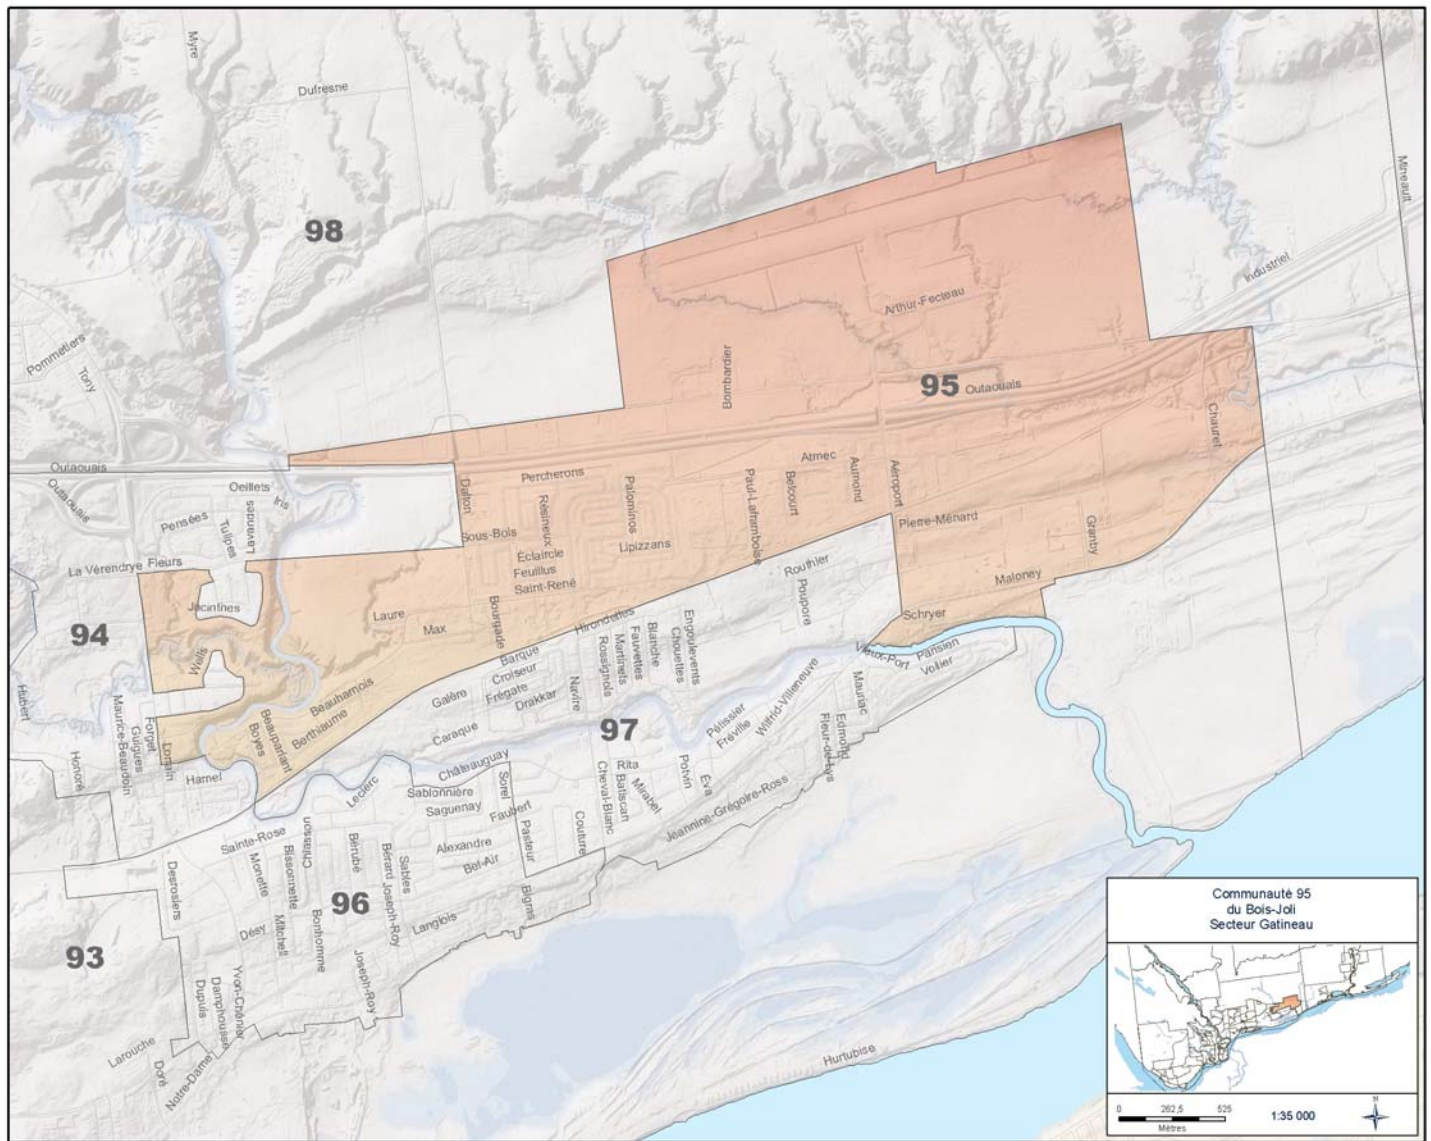 Myre
Dufresne
98
Mineault
Industriel
Arthur-Fecteau
Pommetiers
Tony
Bombardier
95
Outaouais
Chauret
Outaouais
Outaouais
Oeillets
Iris
Pensées
Tulipes
Lavandes
Dalton
Percherons
Résineux
Palominos
Paul-Laframboise
Belcourt
Atmec
Aumond
Aéroport
Pierre-Ménard
Granby
Sous-Bois
Éclaircie
Feuillus
Saint-René
Lipizzans
La Vérendrye
Fleurs
Jacinthes
Laure
Max
Bourgade
Routhier
Poupore
Maloney
Schryer
94
Wells
Hirondelles
Barque
Croiseur
Frégate
Drakkar
Galère
Caraque
Navire
Rossignols
Martinets
Fauvettes
Blanche
Chouettes
Engoulevents
Vieux-Port
Parisien
Voilier
Hubert
Honoré
Maurice-Beaudoin
Guigues
Forget
Lorrain
Hamel
Boyes
Beauparlant
Berthiaume
Beauharnois
97
Pélissier
Fréville
Wilfrid-Villeneuve
Mauriac
Edmond
Fleur-de-Lys
Châteauguay
Leclerc
Sablonnière
Saguenay
Sorel
Faubert
Pasteur
Couture
Cheval-Blanc
Batiscan
Rita
Mirabel
Potvin
Éva
Jeannine-Grégoire-Ross
Sainte-Rose
Chiasson
Monette
Bissonnette
Bérubé
Bérard
Sables
Alexandre
Bel-Air
Desrosiers
96
Joseph-Roy
Langlois
Bigras
Désy
Mitchell
Bonhomme
Joseph-Roy
93
Yvon-Chénier
Damphousse
Dupuis
Larouche
Doré
Notre-Dame
Hurtubise
Communauté 95
du Bois-Joli
Secteur Gatineau
0 262,5 525
Mètres
1:35 000
N